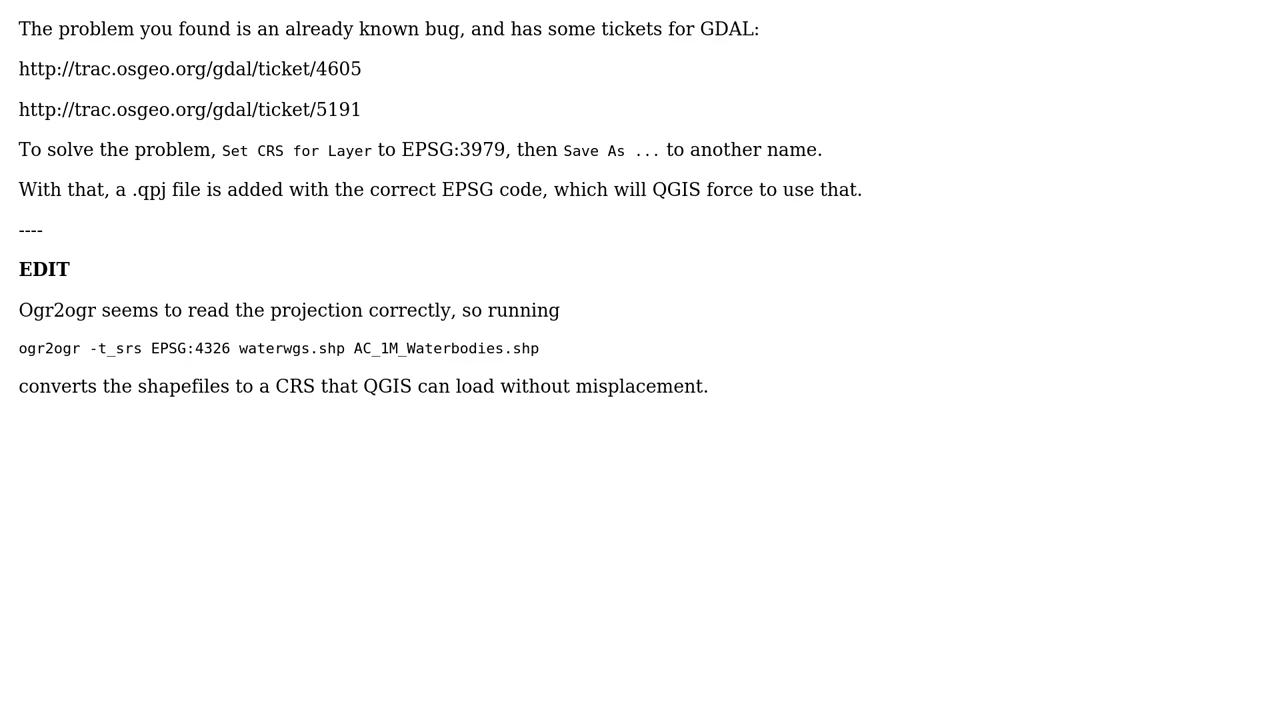 The problem you found is an already known bug, and has some tickets for GDAL:
http://trac.osgeo.org/gdal/ticket/4605
http://trac.osgeo.org/gdal/ticket/5191
To solve the problem, Set CRS for Layer to EPSG:3979, then Save As ... to another name.
With that, a .qpj file is added with the correct EPSG code, which will QGIS force to use that.
----
EDIT
Ogr2ogr seems to read the projection correctly, so running
ogr2ogr -t_srs EPSG:4326 waterwgs.shp AC_1M_Waterbodies.shp
converts the shapefiles to a CRS that QGIS can load without misplacement.